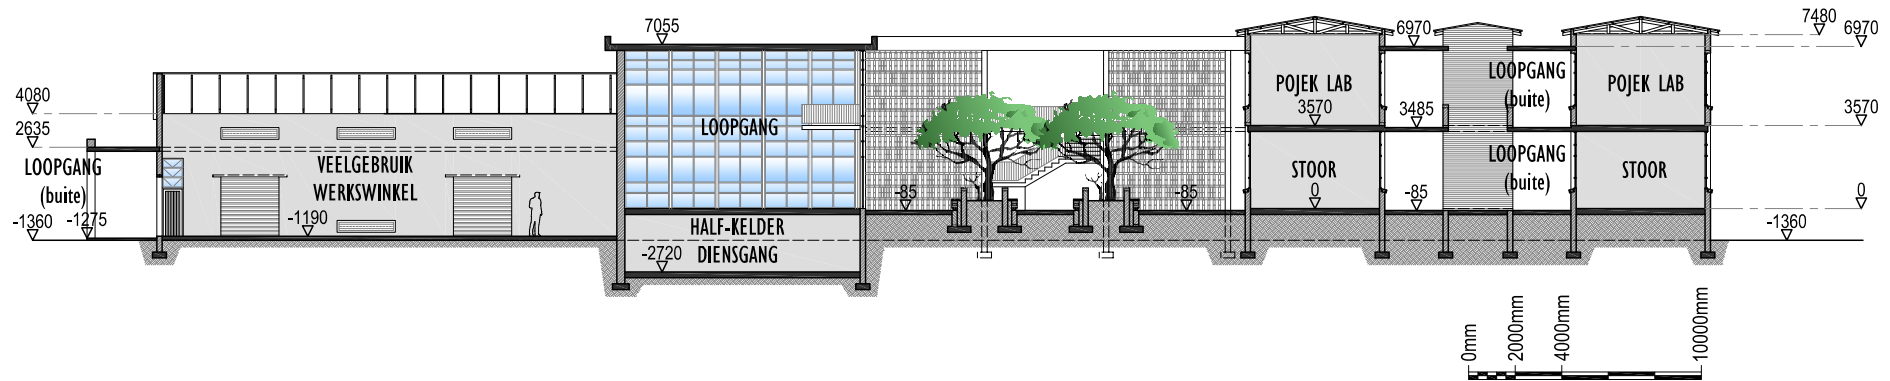 7055
6970
7480
6970
4080
2635
LOOPGANG
(buite)
-1360
-1275
VEELGEBRUIK
WERKSWINKEL
-1190
LOOPGANG
HALF-KELDER
DIENSGANG
-2720
-85
-85
POJEK LAB
3570
STOOR
0
3485
-85
LOOPGANG
(buite)
LOOPGANG
(buite)
POJEK LAB
STOOR
3570
0
-1360
0mm
2000mm
4000mm
10000mm